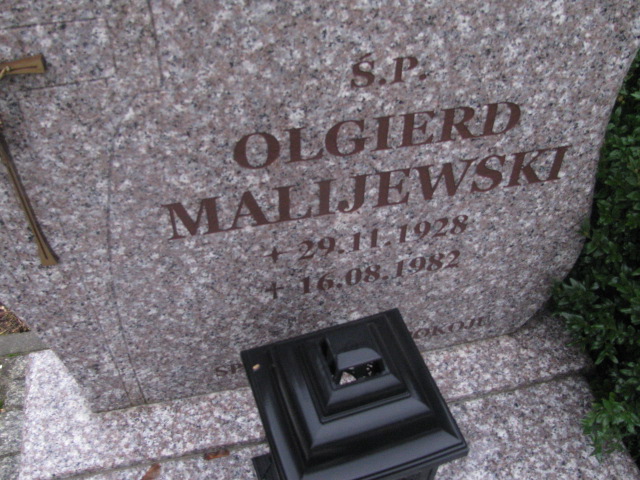 Ś.P.
OLGIERD
MALIJEWSKI
+ 29.11.1928
+ 16.08.1982